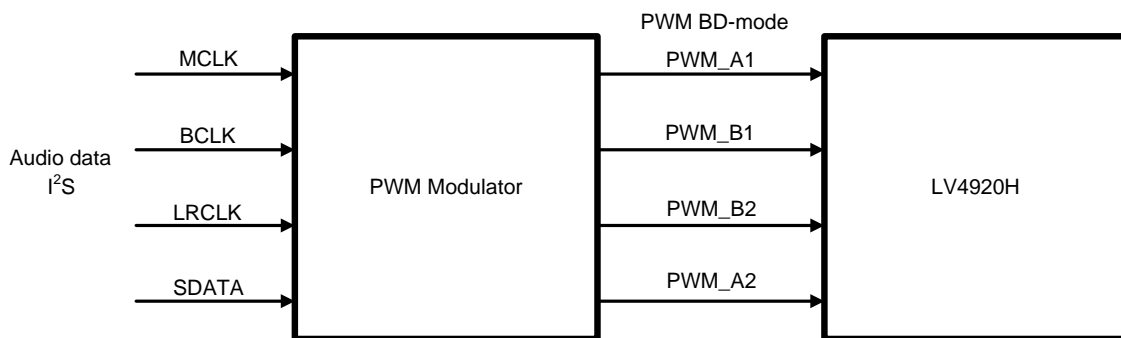 PWM BD-mode
MCLK
PWM_A1
BCLK
PWM_B1
Audio data
I²S
PWM Modulator
LV4920H
LRCLK
PWM_B2
SDATA
PWM_A2